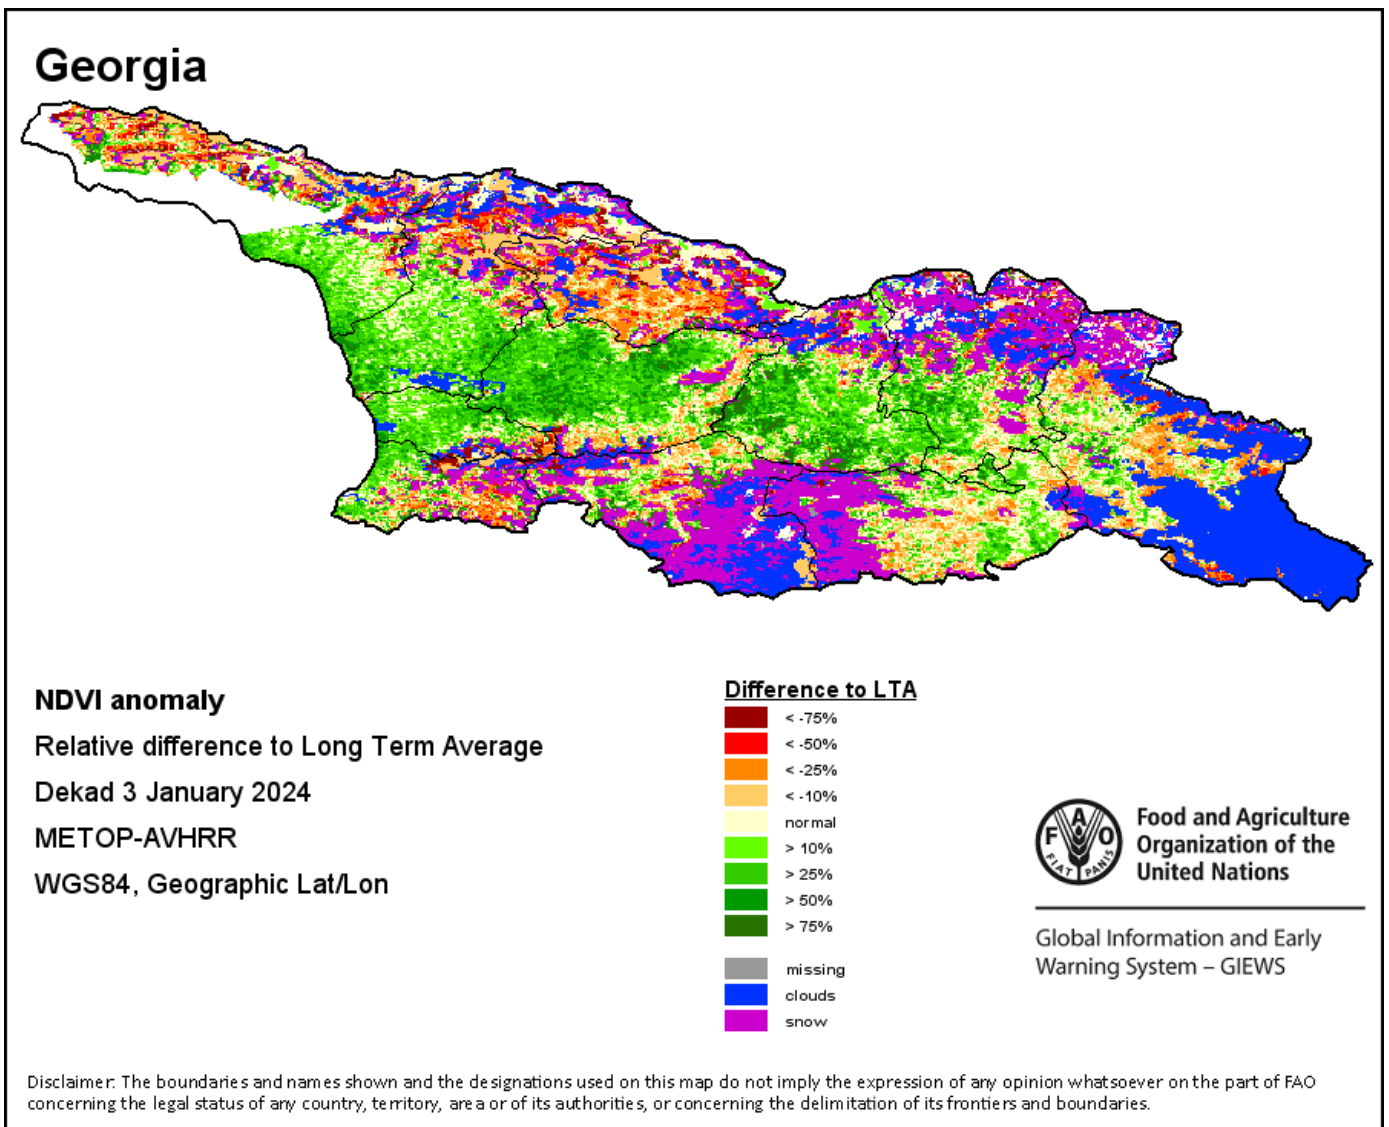 Georgia
NDVI anomaly
Relative difference to Long Term Average
Dekad 3 January 2024
METOP-AVHRR
WGS84, Geographic Lat/Lon
Difference to LTA
< -75%
< -50%
< -25%
< -10%
normal
> 10%
> 25%
> 50%
> 75%
missing
clouds
snow
F A O
FIAT PANIS
Food and Agriculture
Organization of the
United Nations
Global Information and Early
Warning System – GIEWS
Disclaimer: The boundaries and names shown and the designations used on this map do not imply the expression of any opinion whatsoever on the part of FAO
concerning the legal status of any country, territory, area or of its authorities, or concerning the delimitation of its frontiers and boundaries.